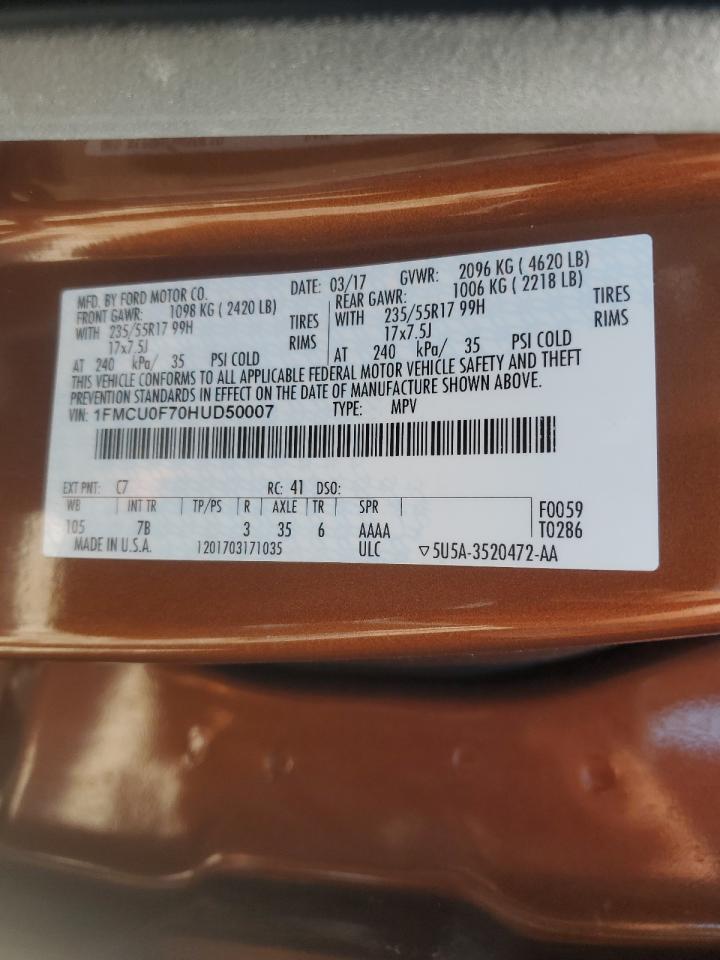 MFD. BY FORD MOTOR CO. DATE: 03/17 GVWR: 2096 KG ( 4620 LB)
FRONT GAWR: 1098 KG ( 2420 LB) REAR GAWR: 1006 KG ( 2218 LB)
WITH 235/55R17 99H TIRES WITH 235/55R17 99H TIRES
17x7.5J RIMS 17x7.5J RIMS
AT 240 kPa/ 35 PSI COLD AT 240 kPa/ 35 PSI COLD
THIS VEHICLE CONFORMS TO ALL APPLICABLE FEDERAL MOTOR VEHICLE SAFETY AND THEFT
PREVENTION STANDARDS IN EFFECT ON THE DATE OF MANUFACTURE SHOWN ABOVE.
VIN: 1FMCU0F70HUD50007 TYPE: MPV
EXT PNT: C7 RC: 41 DSO:
WB INT TR TP/PS R AXLE TR SPR F0059
105 7B 3 35 6 AAAA T0286
MADE IN U.S.A. 1201703171035 ULC ▽5U5A-3520472-AA